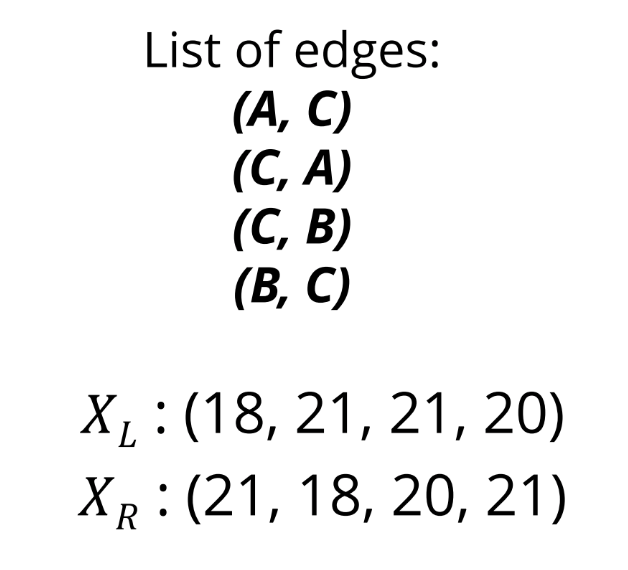 List of edges:
(A, C)
(C, A)
(C, B)
(B, C)
X_L : (18, 21, 21, 20)
X_R : (21, 18, 20, 21)